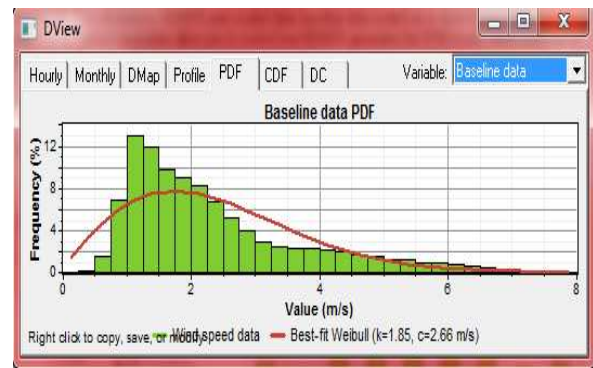 DView
X
Hourly Monthly DMap Profile PDF CDF DC Variable: Baseline data
Baseline data PDF
Frequency (%)
12
8
4
0
0 2 4 6 8
Value (m/s)
Right click to copy, save, or modify Wind speed data Best-fit Weibull (k=1.85, c=2.66 m/s)